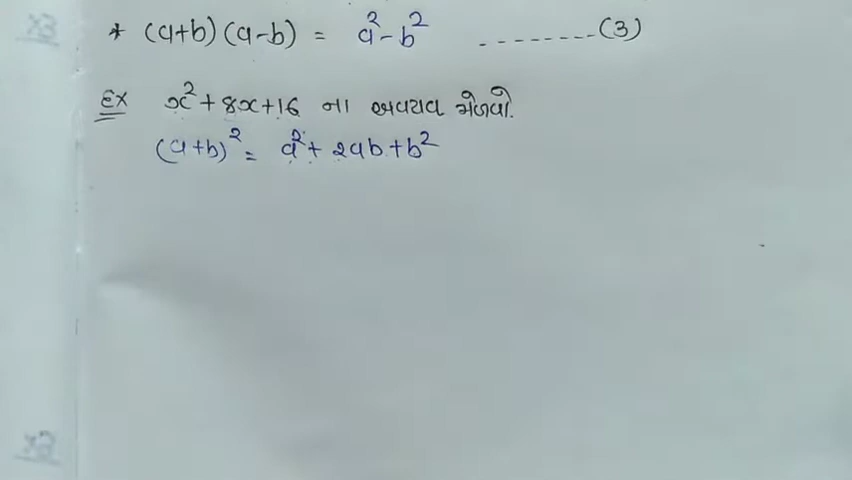 * (a+b) (a-b) = a² - b² --------(3)
Ex x² + 8x + 16 ના અવયવ મેળવો.
(a+b)² = a² + 2ab + b²